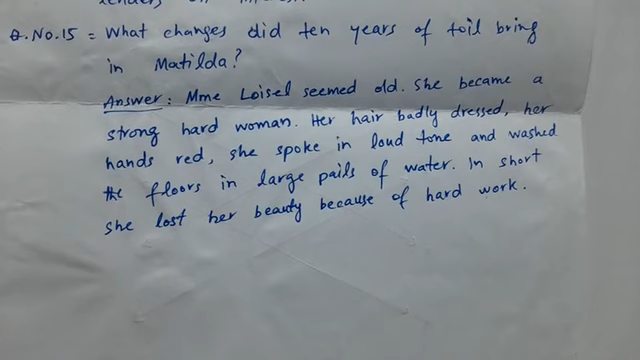 Q.No.15 = What changes did ten years of toil bring
in Matilda?
Answer: Mme Loisel seemed old. She became a
strong hard woman. Her hair badly dressed, her
hands red, she spoke in loud tone and washed
the floors in large pails of water. In short
she lost her beauty because of hard work.